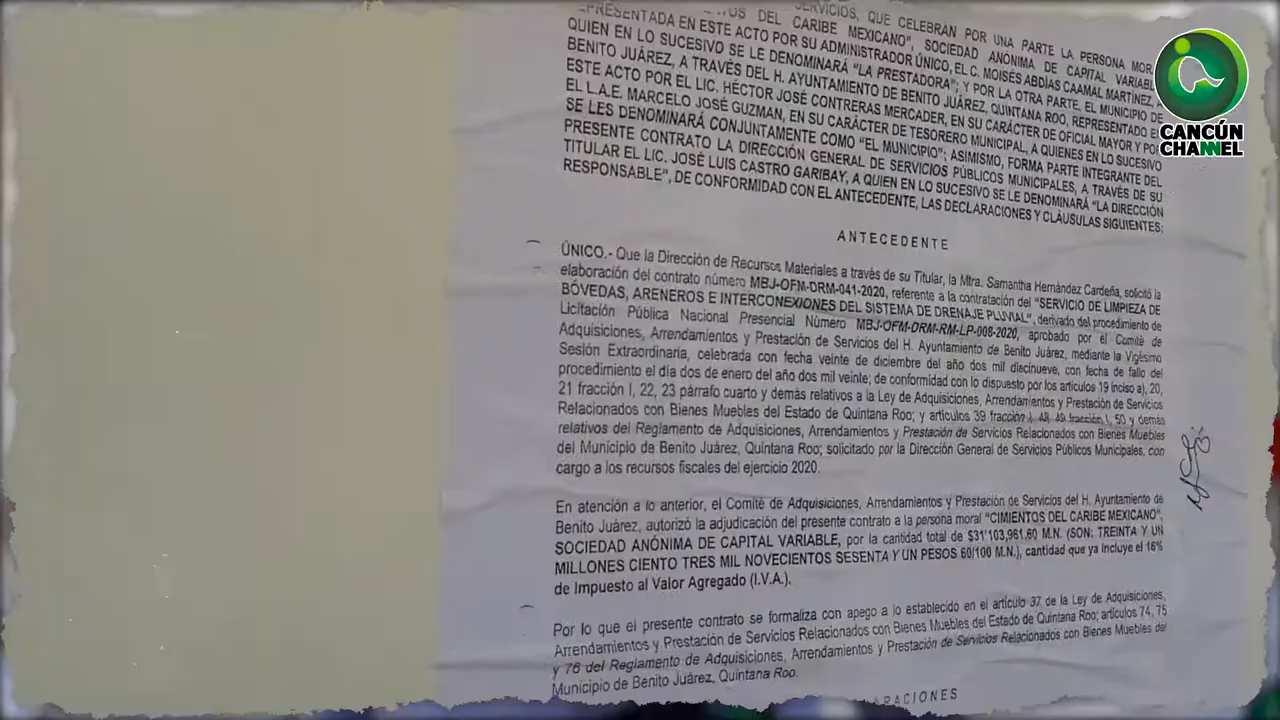 SERVICIOS, QUE CELEBRAN POR UNA PARTE LA PERSONA
DEL CARIBE MEXICANO", SOCIEDAD ANÓNIMA DE CAPITAL VARIABLE
EN ESTE ACTO POR SU ADMINISTRADOR ÚNICO, EL C. MOISÉS ABDÍAS CAAMAL MARTÍNEZ, A
QUIEN EN LO SUCESIVO SE LE DENOMINARÁ "LA PRESTADORA"; Y POR LA OTRA PARTE, EL MUNICIPIO DE
BENITO JUÁREZ, A TRAVÉS DEL H. AYUNTAMIENTO DE BENITO JUÁREZ, QUINTANA ROO, REPRESENTADO
ESTE ACTO POR EL LIC. HÉCTOR JOSÉ CONTRERAS MERCADER, EN SU CARÁCTER DE OFICIAL MAYOR Y POR
EL L.A.E. MARCELO JOSÉ GUZMAN, EN SU CARÁCTER DE TESORERO MUNICIPAL, A QUIENES EN LO SUCESIVO
SE LES DENOMINARÁ CONJUNTAMENTE COMO "EL MUNICIPIO"; ASIMISMO, FORMA PARTE INTEGRANTE DEL
PRESENTE CONTRATO LA DIRECCIÓN GENERAL DE SERVICIOS PÚBLICOS MUNICIPALES, A TRAVÉS DE SU
TITULAR EL LIC. JOSÉ LUIS CASTRO GARIBAY, A QUIEN EN LO SUCESIVO SE LE DENOMINARÁ "LA DIRECCIÓN
RESPONSABLE", DE CONFORMIDAD CON EL ANTECEDENTE, LAS DECLARACIONES Y CLÁUSULAS SIGUIENTES:
ANTECEDENTE
ÚNICO.- Que la Dirección de Recursos Materiales a través de su Titular, la Mtra. Samantha Hernández Cardeña, solicitó la
elaboración del contrato número MBJ-OFM-DRM-041-2020, referente a la contratación del "SERVICIO DE LIMPIEZA DE
BÓVEDAS, ARENEROS E INTERCONEXIONES DEL SISTEMA DE DRENAJE PLUVIAL", derivado del procedimiento de
Licitación Pública Nacional Presencial Número MBJ-OFM-DRM-RM-LP-008-2020, aprobado por el Comité de
Adquisiciones, Arrendamientos y Prestación de Servicios del H. Ayuntamiento de Benito Juárez, mediante la Vigésimo
Sesión Extraordinaria, celebrada con fecha veinte de diciembre del año dos mil diecinueve, con fecha de fallo del
procedimiento el día dos de enero del año dos mil veinte; de conformidad con lo dispuesto por los artículos 19 inciso a), 20,
21 fracción I, 22, 23 párrafo cuarto y demás relativos a la Ley de Adquisiciones, Arrendamientos y Prestación de Servicios
Relacionados con Bienes Muebles del Estado de Quintana Roo; y artículos 39 fracción I, 48, 49 fracción I, 50 y demás
relativos del Reglamento de Adquisiciones, Arrendamientos y Prestación de Servicios Relacionados con Bienes Muebles
del Municipio de Benito Juárez, Quintana Roo; solicitado por la Dirección General de Servicios Públicos Municipales, con
cargo a los recursos fiscales del ejercicio 2020.
En atención a lo anterior, el Comité de Adquisiciones, Arrendamientos y Prestación de Servicios del H. Ayuntamiento de
Benito Juárez, autorizó la adjudicación del presente contrato a la persona moral "CIMIENTOS DEL CARIBE MEXICANO",
SOCIEDAD ANÓNIMA DE CAPITAL VARIABLE, por la cantidad total de $31'103,961.60 M.N. (SON: TREINTA Y UN
MILLONES CIENTO TRES MIL NOVECIENTOS SESENTA Y UN PESOS 60/100 M.N.), cantidad que ya incluye el 16%
de Impuesto al Valor Agregado (I.V.A.).
Por lo que el presente contrato se formaliza con apego a lo establecido en el artículo 37 de la Ley de Adquisiciones,
Arrendamientos y Prestación de Servicios Relacionados con Bienes Muebles del Estado de Quintana Roo; artículos 74, 75
y 76 del Reglamento de Adquisiciones, Arrendamientos y Prestación de Servicios Relacionados con Bienes Muebles del
Municipio de Benito Juárez, Quintana Roo.
CANCÚN
CHANNEL